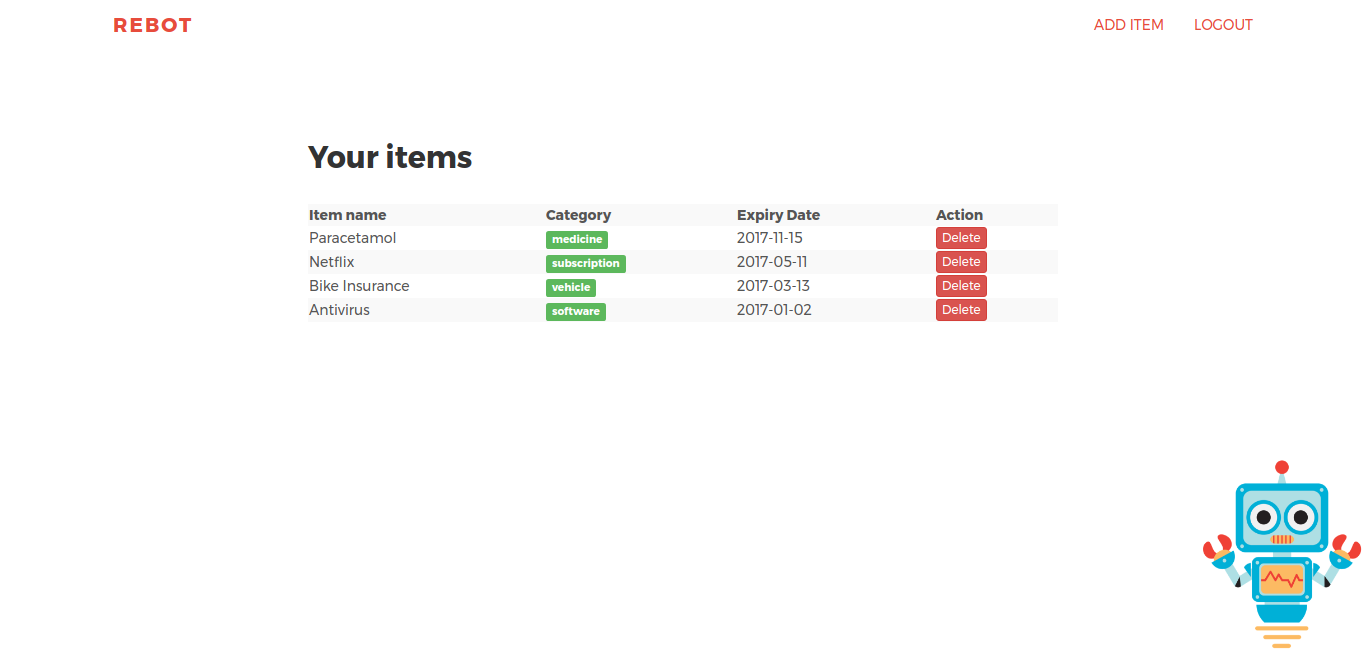 REBOT ADD ITEM LOGOUT
Your items
Item name Category Expiry Date Action
Paracetamol medicine 2017-11-15 Delete
Netflix subscription 2017-05-11 Delete
Bike Insurance vehicle 2017-03-13 Delete
Antivirus software 2017-01-02 Delete